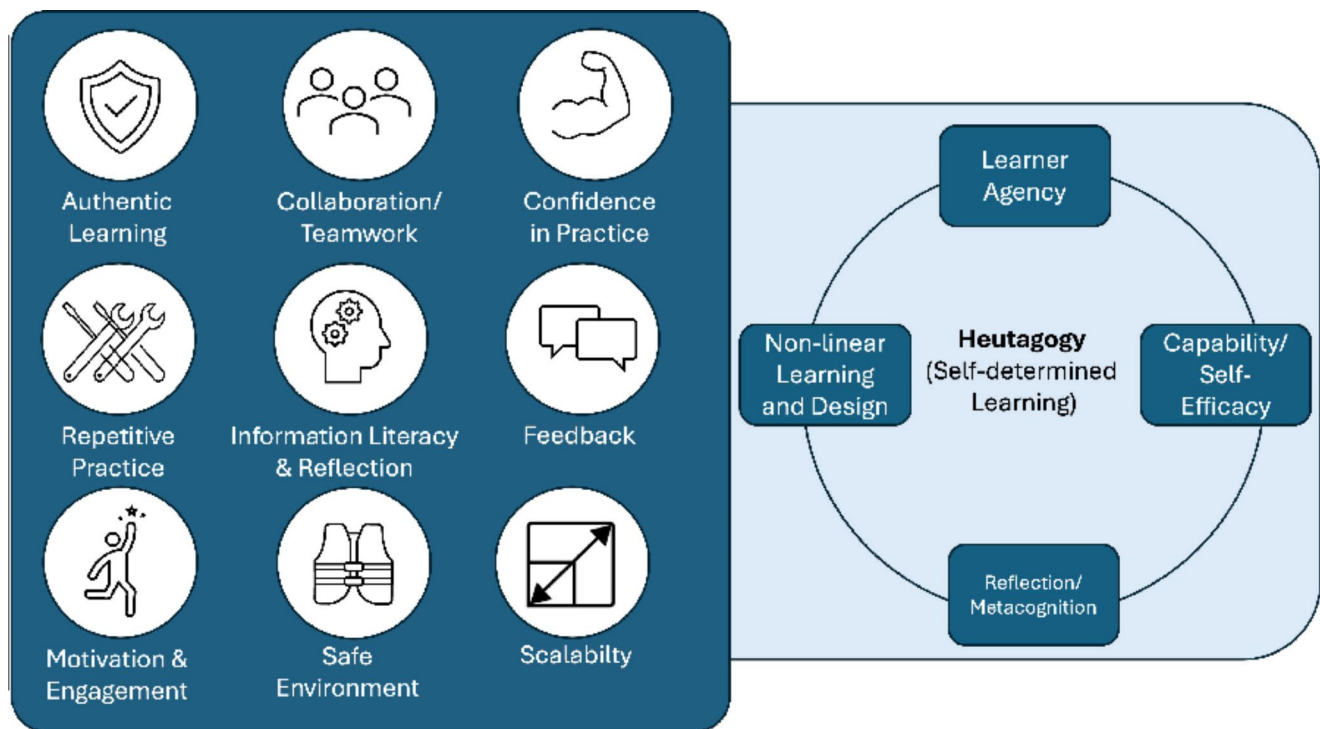 Authentic
Learning
Collaboration/
Teamwork
Confidence
in Practice
Repetitive
Practice
Information Literacy
& Reflection
Feedback
Motivation &
Engagement
Safe
Environment
Scalabilty
Learner
Agency
Non-linear
Learning
and Design
Heutagogy
(Self-determined
Learning)
Capability/
Self-
Efficacy
Reflection/
Metacognition